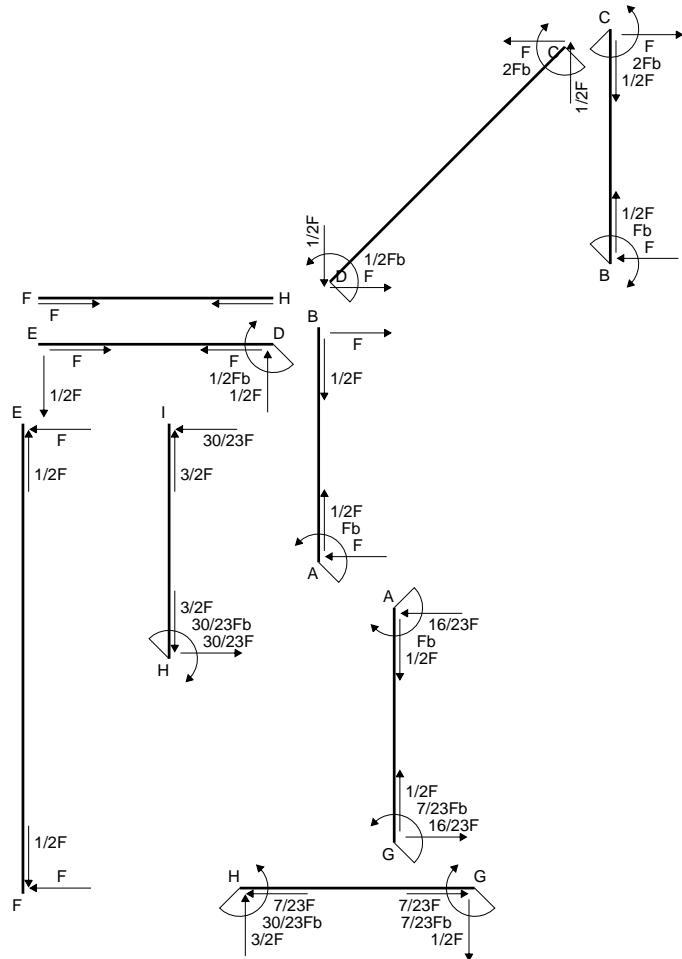 C
C
F
2Fb
1/2F
F
2Fb
1/2F
1/2F
Fb
F
B
1/2F
1/2Fb
D
F
F
H
F
E
D
F
F
1/2Fb
1/2F
1/2F
B
F
1/2F
1/2F
Fb
F
A
E
F
1/2F
1/2F
F
F
I
30/23F
3/2F
3/2F
30/23Fb
30/23F
H
A
16/23F
Fb
1/2F
1/2F
7/23Fb
16/23F
G
H
G
7/23F
30/23Fb
3/2F
7/23F
7/23Fb
1/2F